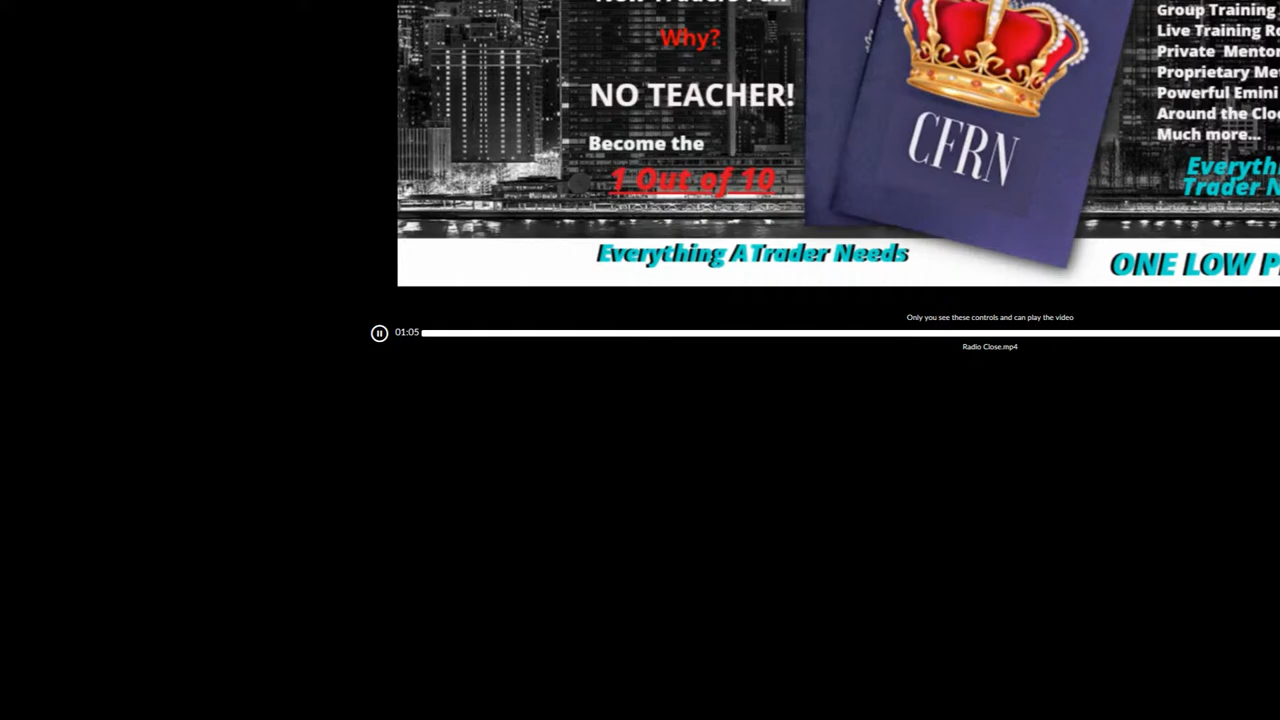 Why?
NO TEACHER!
Become the
1 Out of 10
Everything A Trader Needs
CFRN
Group Training
Live Training
Private Mentor
Proprietary
Powerful Emini
Around the
Much more...
Trader
ONE LOW
Only you see these controls and can play the video
01:05
Radio Close.mp4